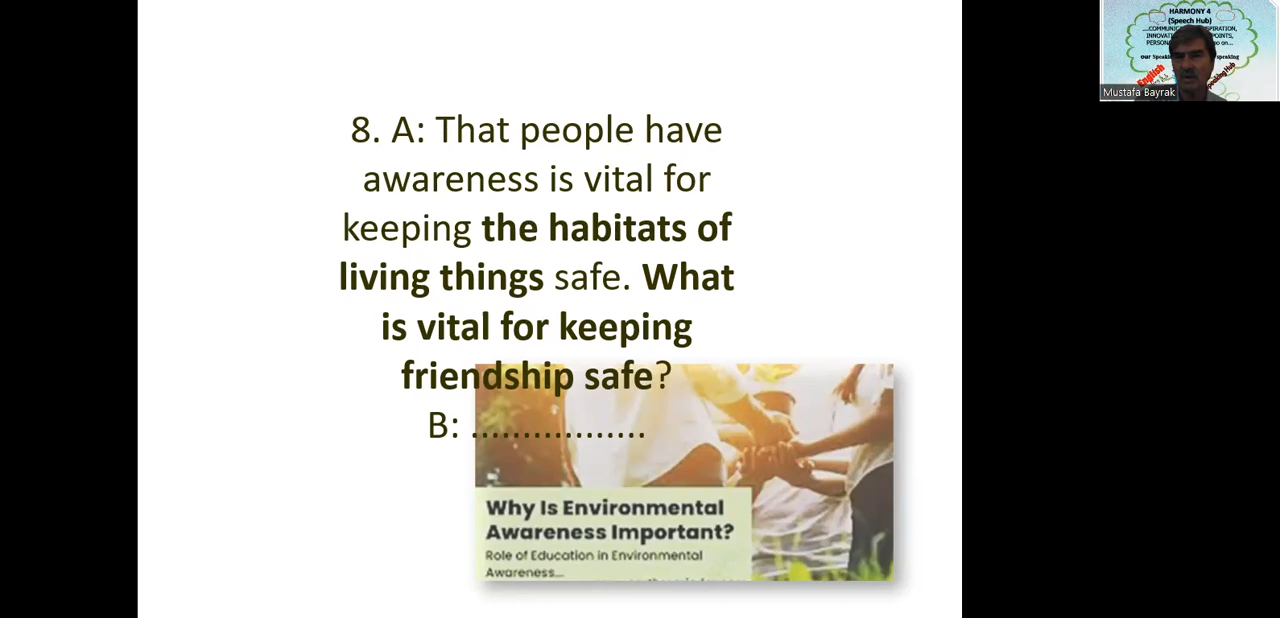 8. A: That people have
awareness is vital for
keeping the habitats of
living things safe. What
is vital for keeping
friendship safe?
B: .................
Why Is Environmental
Awareness Important?
Role of Education in Environmental
Awareness...
HARMONY 4
(Speech Hub)
English
Mustafa Bayrak